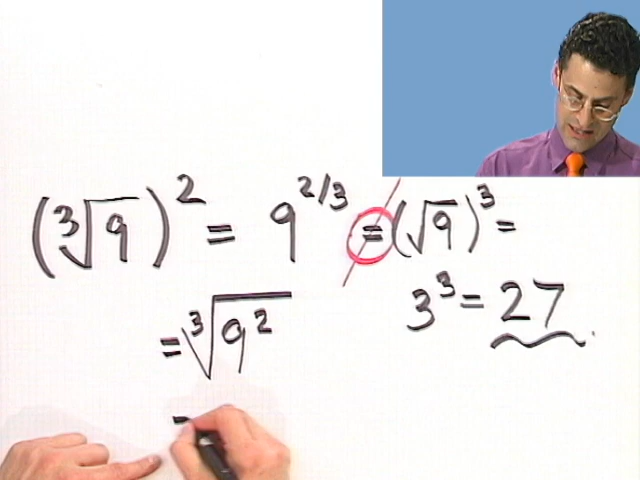 (∛9)² = 9^{2/3} = (√9)³ =
3³ = 27
= ∛9²